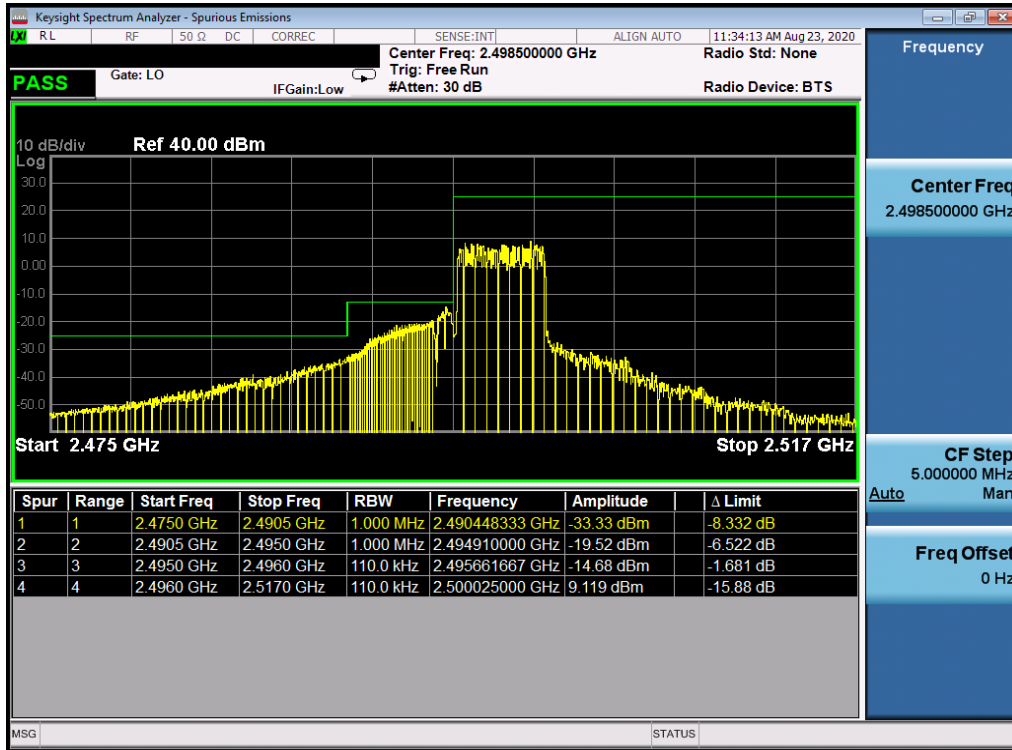 Keysight Spectrum Analyzer - Spurious Emissions
LXI RL RF 50 Ω DC CORREC SENSE:INT ALIGN AUTO 11:34:13 AM Aug 23, 2020
Center Freq: 2.498500000 GHz Radio Std: None
PASS Gate: LO Trig: Free Run
IFGain:Low #Atten: 30 dB Radio Device: BTS
10 dB/div Ref 40.00 dBm
Log
30.0
20.0
10.0
0.00
-10.0
-20.0
-30.0
-40.0
-50.0
Start 2.475 GHz Stop 2.517 GHz
Spur Range Start Freq Stop Freq RBW Frequency Amplitude Δ Limit
1 1 2.4750 GHz 2.4905 GHz 1.000 MHz 2.490448333 GHz -33.33 dBm -8.332 dB
2 2 2.4905 GHz 2.4950 GHz 1.000 MHz 2.494910000 GHz -19.52 dBm -6.522 dB
3 3 2.4950 GHz 2.4960 GHz 110.0 kHz 2.495661667 GHz -14.68 dBm -1.681 dB
4 4 2.4960 GHz 2.5170 GHz 110.0 kHz 2.500025000 GHz 9.119 dBm -15.88 dB
MSG STATUS
Frequency
Center Freq
2.498500000 GHz
CF Step
5.000000 MHz
Auto Man
Freq Offset
0 Hz